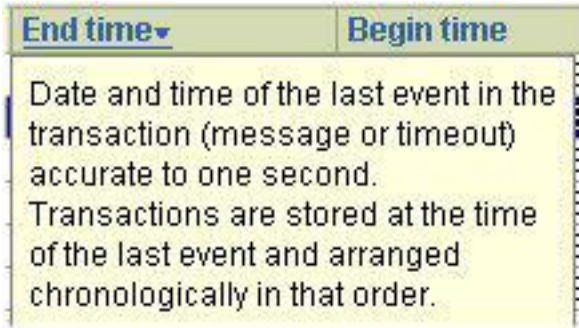 End time Begin time
Date and time of the last event in the
transaction (message or timeout)
accurate to one second.
Transactions are stored at the time
of the last event and arranged
chronologically in that order.